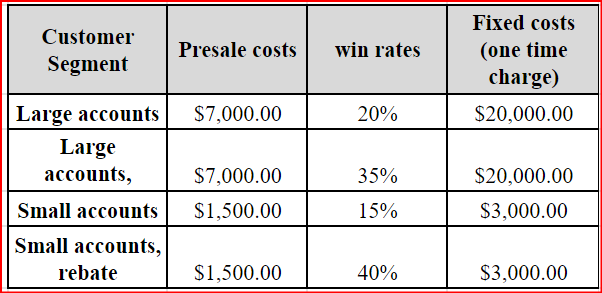 Customer Segment Presale costs win rates Fixed costs (one time charge)
Large accounts $7,000.00 20% $20,000.00
Large accounts, $7,000.00 35% $20,000.00
Small accounts $1,500.00 15% $3,000.00
Small accounts, rebate $1,500.00 40% $3,000.00